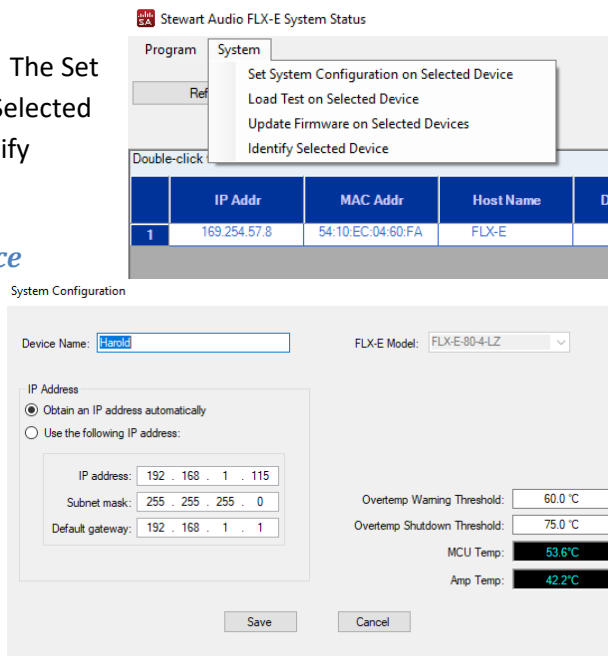 Stewart Audio FLX-E System Status
The Set
Selected
ify
ce
Program System
Ref
Set System Configuration on Selected Device
Load Test on Selected Device
Update Firmware on Selected Devices
Identify Selected Device
Double-click
IP Addr MAC Addr Host Name D
1 169.254.57.8 54:10:EC:04:60:FA FLX-E
System Configuration
Device Name: Harold FLX-E Model: FLX-E-80-4-LZ
IP Address
Obtain an IP address automatically
Use the following IP address:
IP address: 192 . 168 . 1 . 115
Subnet mask: 255 . 255 . 255 . 0
Default gateway: 192 . 168 . 1 . 1
Overtemp Warning Threshold: 60.0 °C
Overtemp Shutdown Threshold: 75.0 °C
MCU Temp: 53.6°C
Amp Temp: 42.2°C
Save Cancel